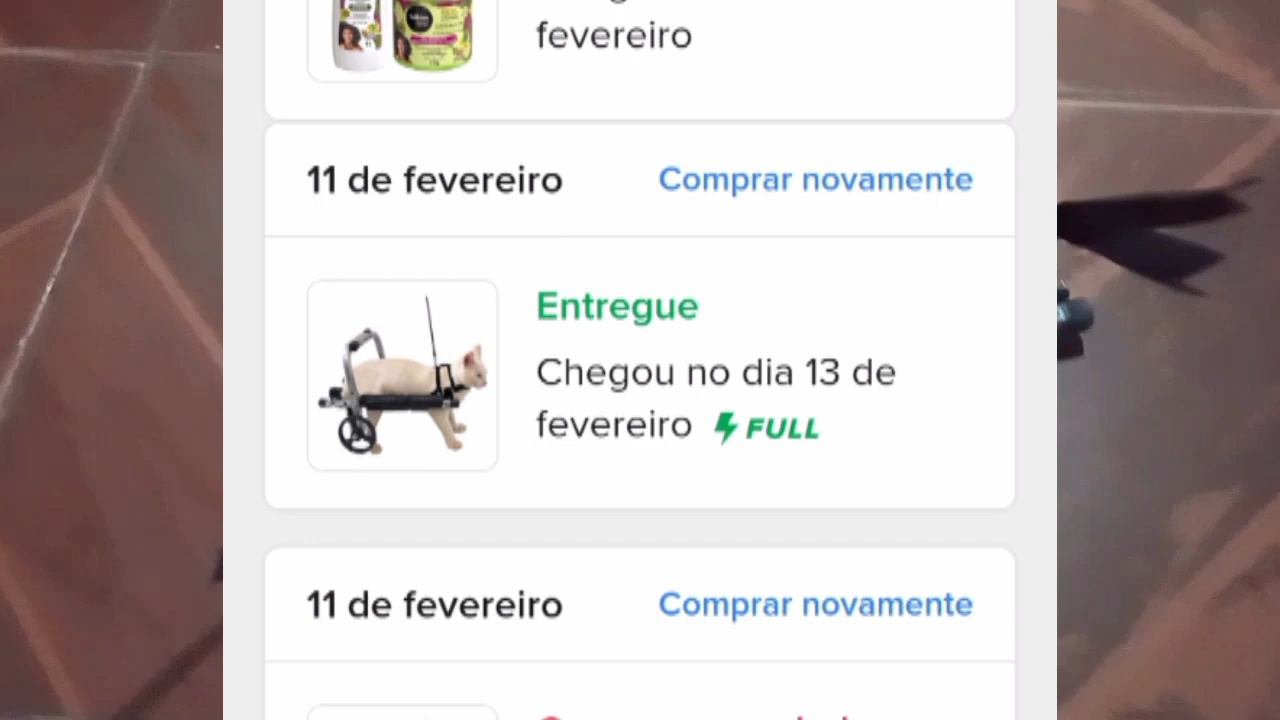 fevereiro
11 de fevereiro
Comprar novamente
Entregue
Chegou no dia 13 de
fevereiro FULL
11 de fevereiro
Comprar novamente